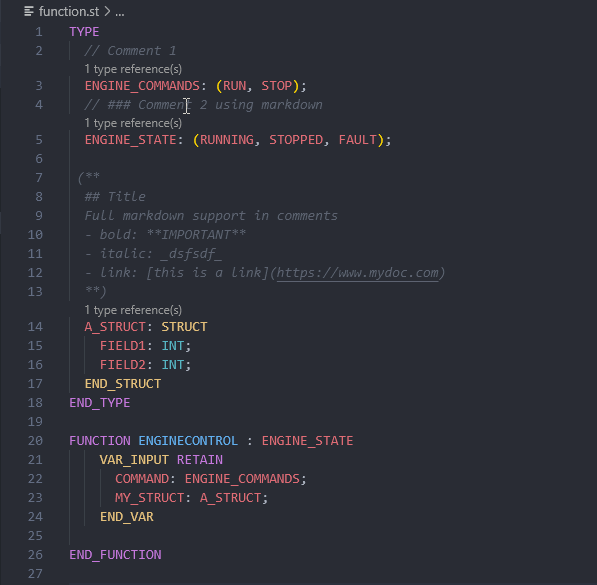 function.st > ...
1 TYPE
2 // Comment 1
1 type reference(s)
3 ENGINE_COMMANDS: (RUN, STOP);
4 // ### Comment 2 using markdown
1 type reference(s)
5 ENGINE_STATE: (RUNNING, STOPPED, FAULT);
6
7 (**
8 ## Title
9 Full markdown support in comments
10 - bold: **IMPORTANT**
11 - italic: _dsfsdf_
12 - link: [this is a link](https://www.mydoc.com)
13 **)
1 type reference(s)
14 A_STRUCT: STRUCT
15 FIELD1: INT;
16 FIELD2: INT;
17 END_STRUCT
18 END_TYPE
19
20 FUNCTION ENGINECONTROL : ENGINE_STATE
21 VAR_INPUT RETAIN
22 COMMAND: ENGINE_COMMANDS;
23 MY_STRUCT: A_STRUCT;
24 END_VAR
25
26 END_FUNCTION
27